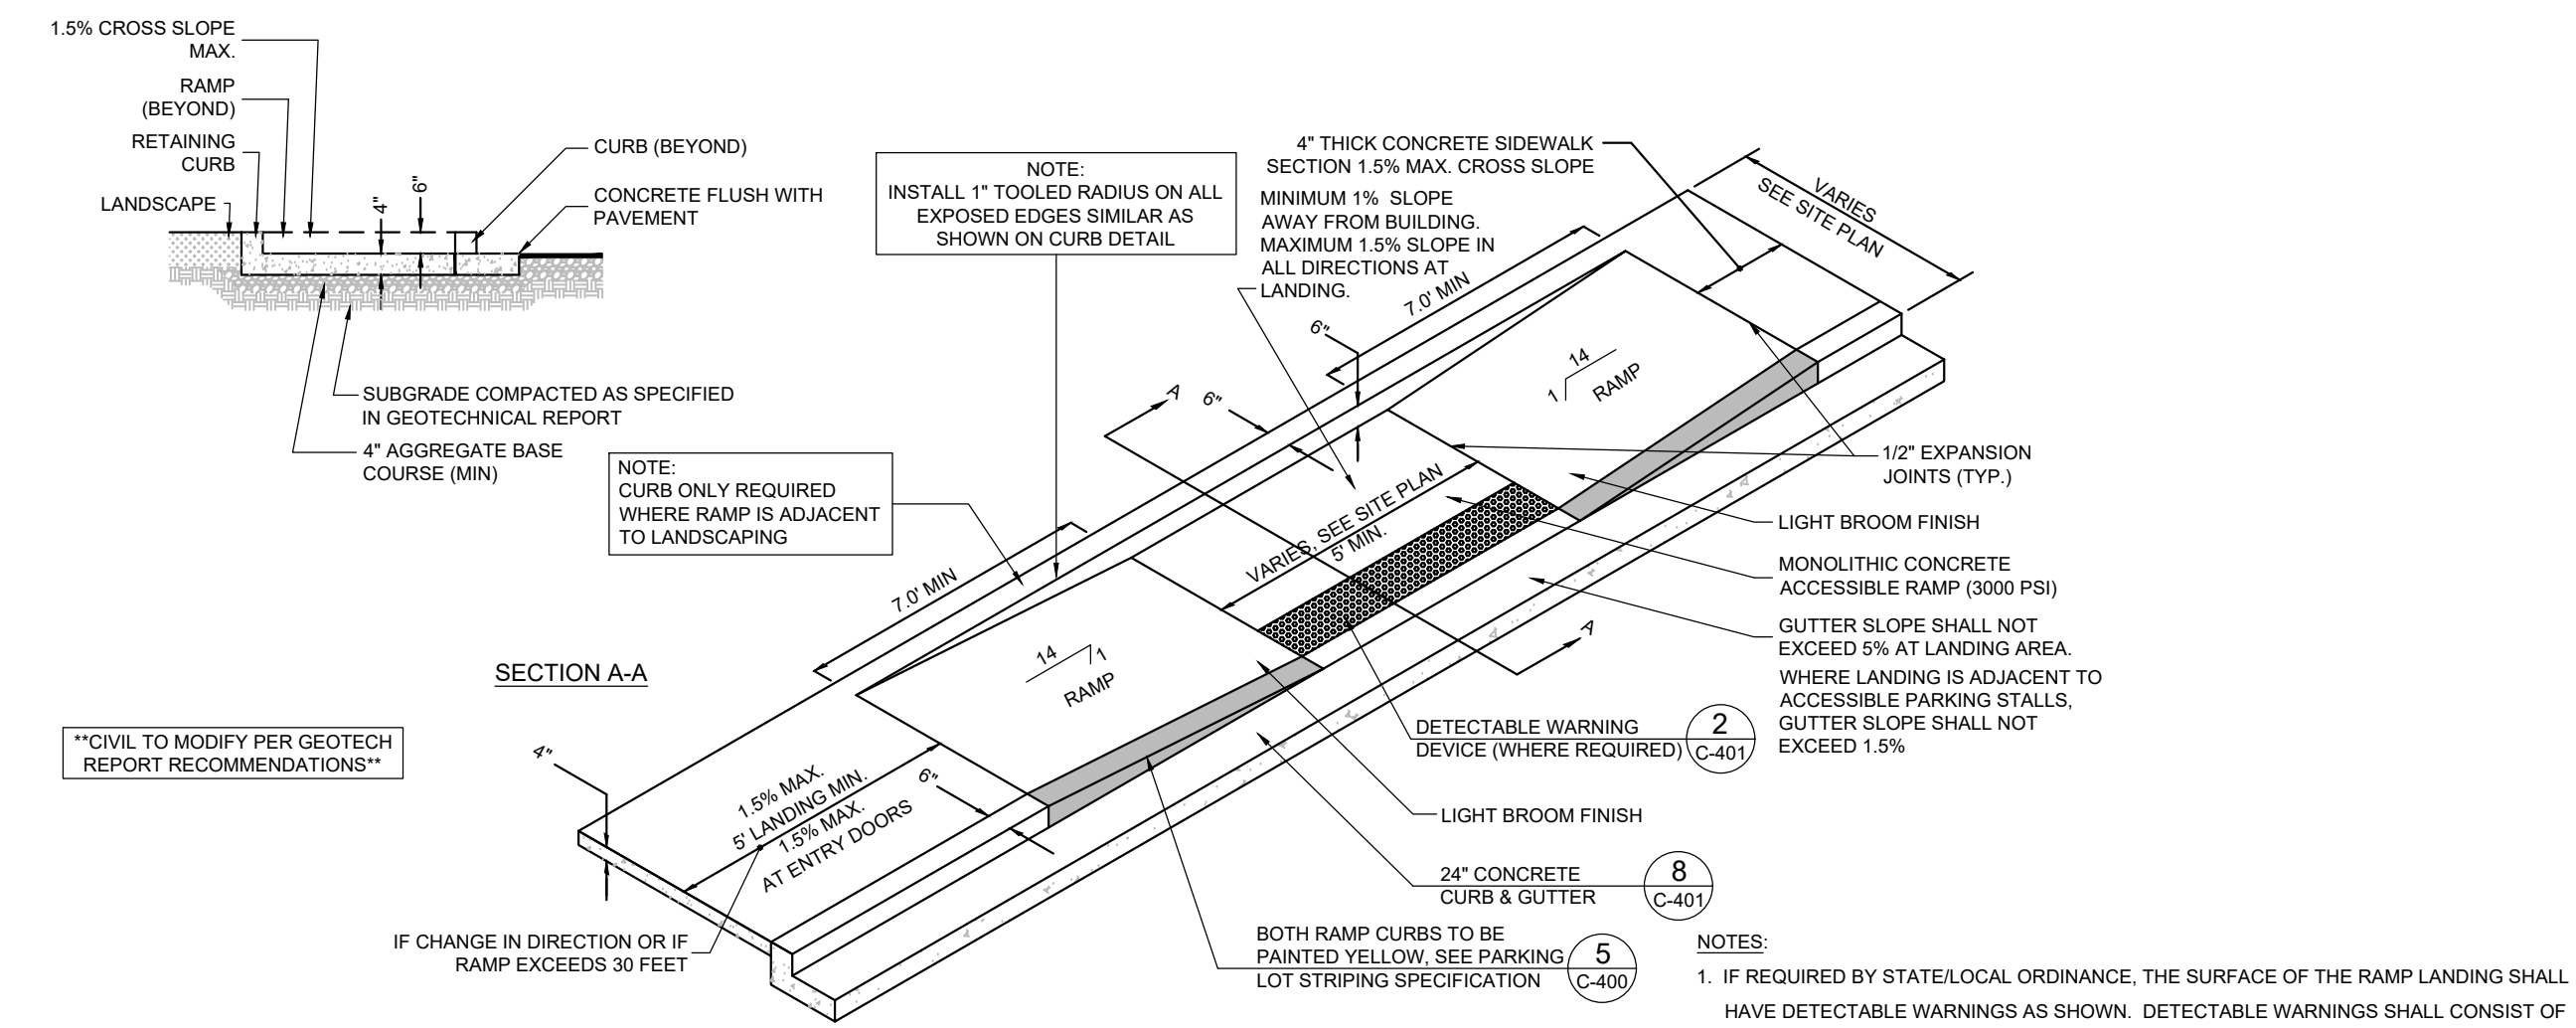 1.5% CROSS SLOPE
MAX.
RAMP
(BEYOND)
RETAINING
CURB
LANDSCAPE
4"
6"
CURB (BEYOND)
CONCRETE FLUSH WITH
PAVEMENT
SUBGRADE COMPACTED AS SPECIFIED
IN GEOTECHNICAL REPORT
4" AGGREGATE BASE
COURSE (MIN)
SECTION A-A
**CIVIL TO MODIFY PER GEOTECH
REPORT RECOMMENDATIONS**
NOTE:
INSTALL 1" TOOLED RADIUS ON ALL
EXPOSED EDGES SIMILAR AS
SHOWN ON CURB DETAIL
NOTE:
CURB ONLY REQUIRED
WHERE RAMP IS ADJACENT
TO LANDSCAPING
4" THICK CONCRETE SIDEWALK
SECTION 1.5% MAX. CROSS SLOPE
MINIMUM 1% SLOPE
AWAY FROM BUILDING.
MAXIMUM 1.5% SLOPE IN
ALL DIRECTIONS AT
LANDING.
VARIES
SEE SITE PLAN
7.0' MIN
6"
A
6"
14
1
RAMP
VARIES, SEE SITE PLAN
5' MIN.
7.0' MIN
14
1
RAMP
A
1/2" EXPANSION
JOINTS (TYP.)
LIGHT BROOM FINISH
MONOLITHIC CONCRETE
ACCESSIBLE RAMP (3000 PSI)
GUTTER SLOPE SHALL NOT
EXCEED 5% AT LANDING AREA.
WHERE LANDING IS ADJACENT TO
ACCESSIBLE PARKING STALLS,
GUTTER SLOPE SHALL NOT
EXCEED 1.5%
DETECTABLE WARNING
DEVICE (WHERE REQUIRED)
2
C-401
LIGHT BROOM FINISH
24" CONCRETE
CURB & GUTTER
8
C-401
BOTH RAMP CURBS TO BE
PAINTED YELLOW, SEE PARKING
LOT STRIPING SPECIFICATION
5
C-400
4"
6"
1.5% MAX.
5' LANDING MIN.
1.5% MAX.
AT ENTRY DOORS
IF CHANGE IN DIRECTION OR IF
RAMP EXCEEDS 30 FEET
NOTES:
1. IF REQUIRED BY STATE/LOCAL ORDINANCE, THE SURFACE OF THE RAMP LANDING SHALL
HAVE DETECTABLE WARNINGS AS SHOWN. DETECTABLE WARNINGS SHALL CONSIST OF